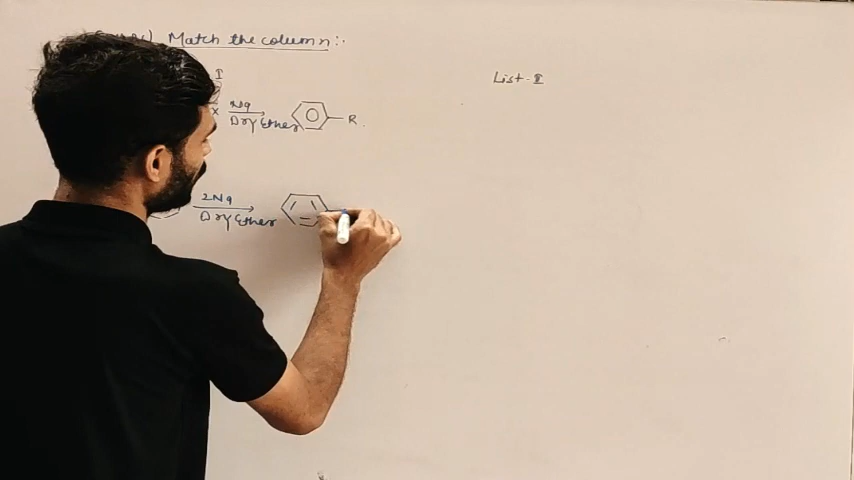 Match the column:
I
List-II
X Na
Dry Ether R
2Na
Dry Ether